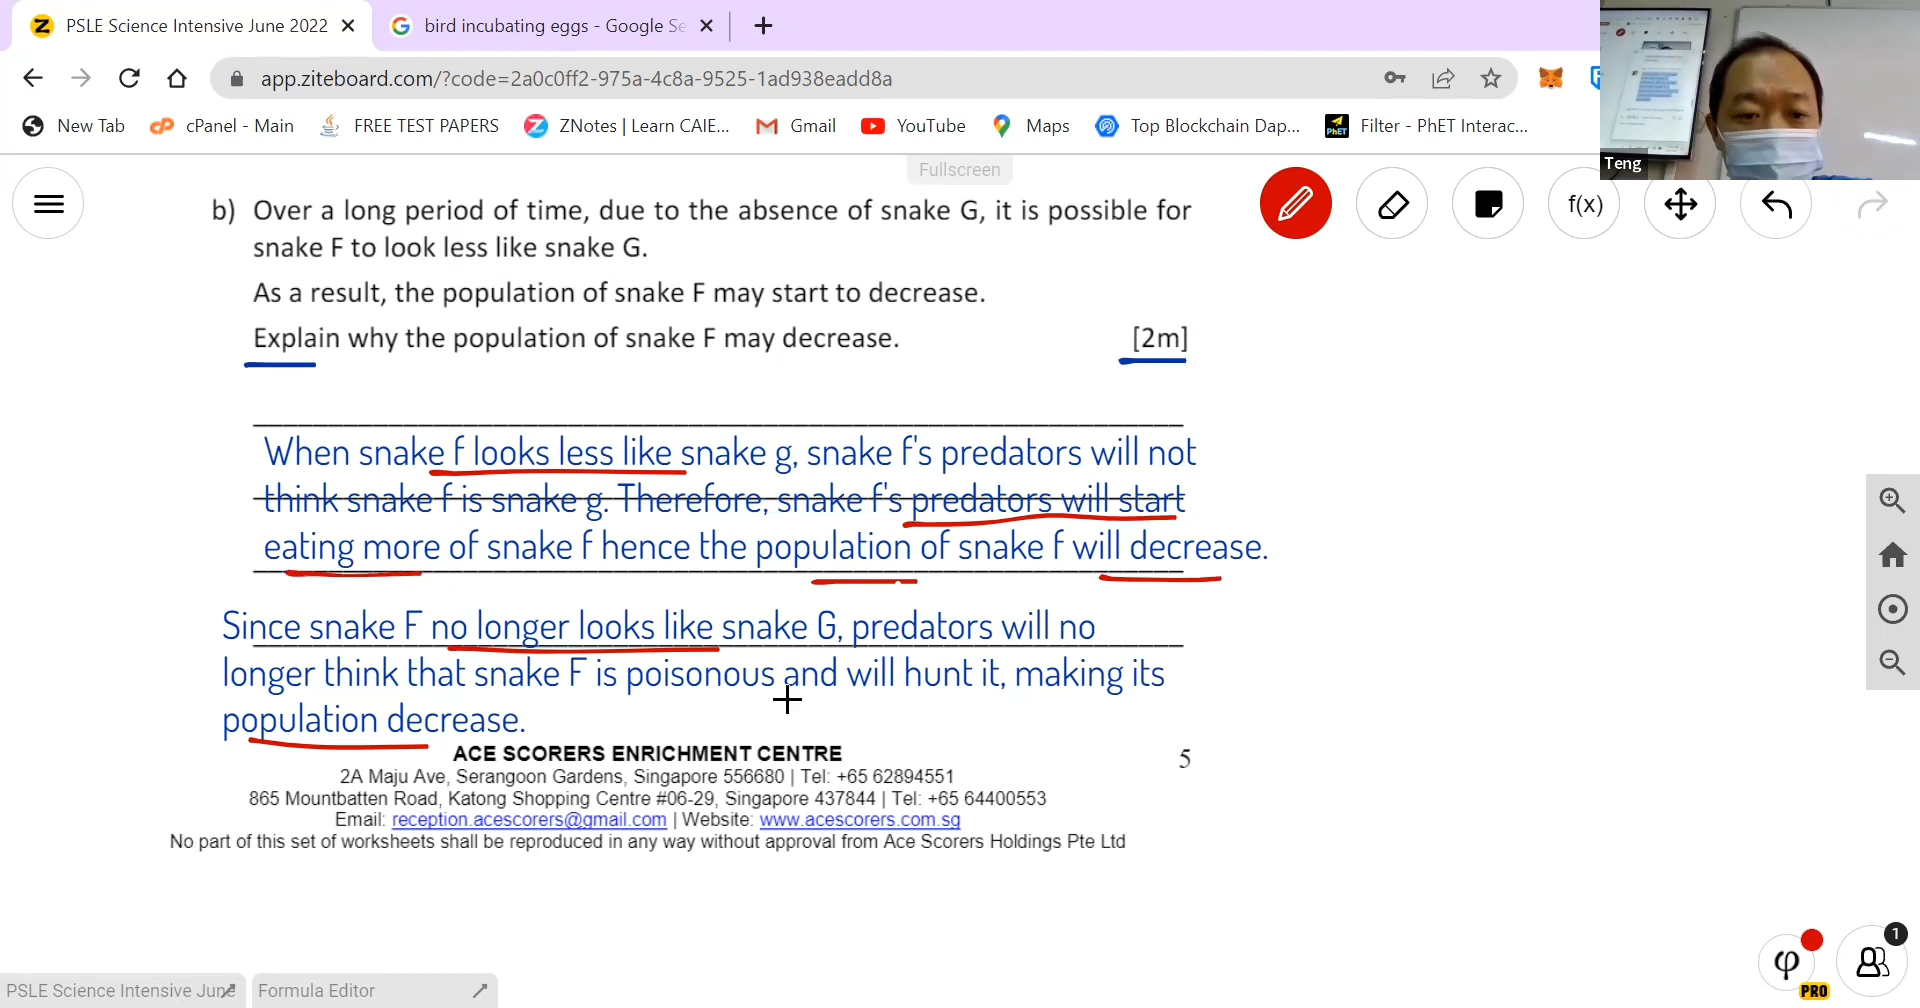 PSLE Science Intensive June 2022
bird incubating eggs - Google Se
app.ziteboard.com/?code=2a0c0ff2-975a-4c8a-9525-1ad938eadd8a
New Tab
cPanel - Main
FREE TEST PAPERS
ZNotes | Learn CAIE...
Gmail
YouTube
Maps
Top Blockchain Dap...
PhET
Filter - PhET Interac...
Teng
Fullscreen
f(x)
b) Over a long period of time, due to the absence of snake G, it is possible for
snake F to look less like snake G.
As a result, the population of snake F may start to decrease.
Explain why the population of snake F may decrease. [2m]
When snake f looks less like snake g, snake f's predators will not
think snake f is snake g. Therefore, snake f's predators will start
eating more of snake f hence the population of snake f will decrease.
Since snake F no longer looks like snake G, predators will no
longer think that snake F is poisonous and will hunt it, making its
population decrease.
ACE SCORERS ENRICHMENT CENTRE
5
2A Maju Ave, Serangoon Gardens, Singapore 556680 | Tel: +65 62894551
865 Mountbatten Road, Katong Shopping Centre #06-29, Singapore 437844 | Tel: +65 64400553
Email: reception.acescorers@gmail.com | Website: www.acescorers.com.sg
No part of this set of worksheets shall be reproduced in any way without approval from Ace Scorers Holdings Pte Ltd
1
φ
PRO
PSLE Science Intensive June
Formula Editor